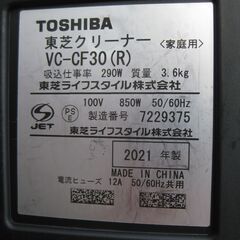 TOSHIBA
東芝クリーナー 〈家庭用〉
VC-CF30(R)
吸込仕事率 290W 質量 3.6kg
東芝ライフスタイル株式会社
100V 850W 50/60Hz
製造番号 7229375
PS E
JET
東芝ライフスタイル株式会社
2021 年製
MADE IN CHINA
電流ヒューズ 12A 50/60Hz共用